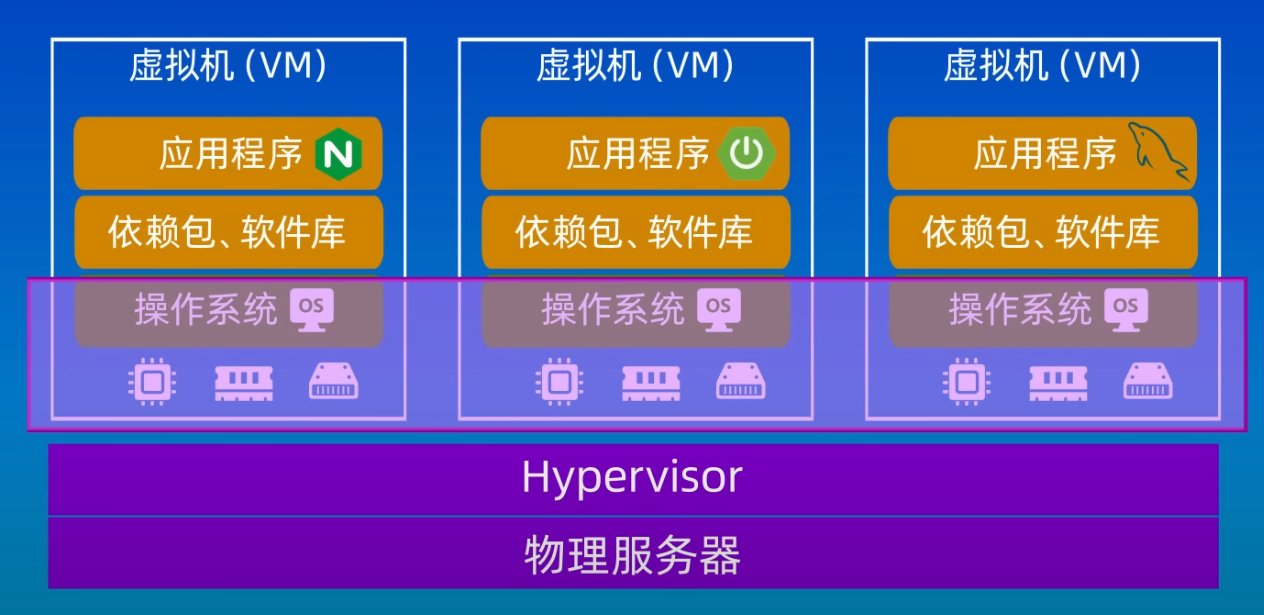 虚拟机 (VM)
虚拟机 (VM)
虚拟机 (VM)
应用程序 N
应用程序
应用程序
依赖包、软件库
依赖包、软件库
依赖包、软件库
操作系统 OS
操作系统 OS
操作系统 OS
Hypervisor
物理服务器